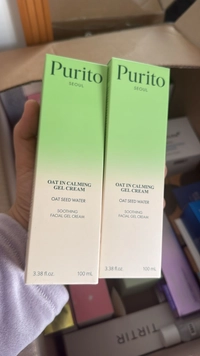 Purito
SEOUL
OAT IN CALMING
GEL CREAM
OAT SEED WATER
SOOTHING
FACIAL GEL CREAM
3.38 fl.oz. 100 mL
Purito
SEOUL
OAT IN CALMING
GEL CREAM
OAT SEED WATER
SOOTHING
FACIAL GEL CREAM
3.38 fl.oz. 100 mL
TIRTIR